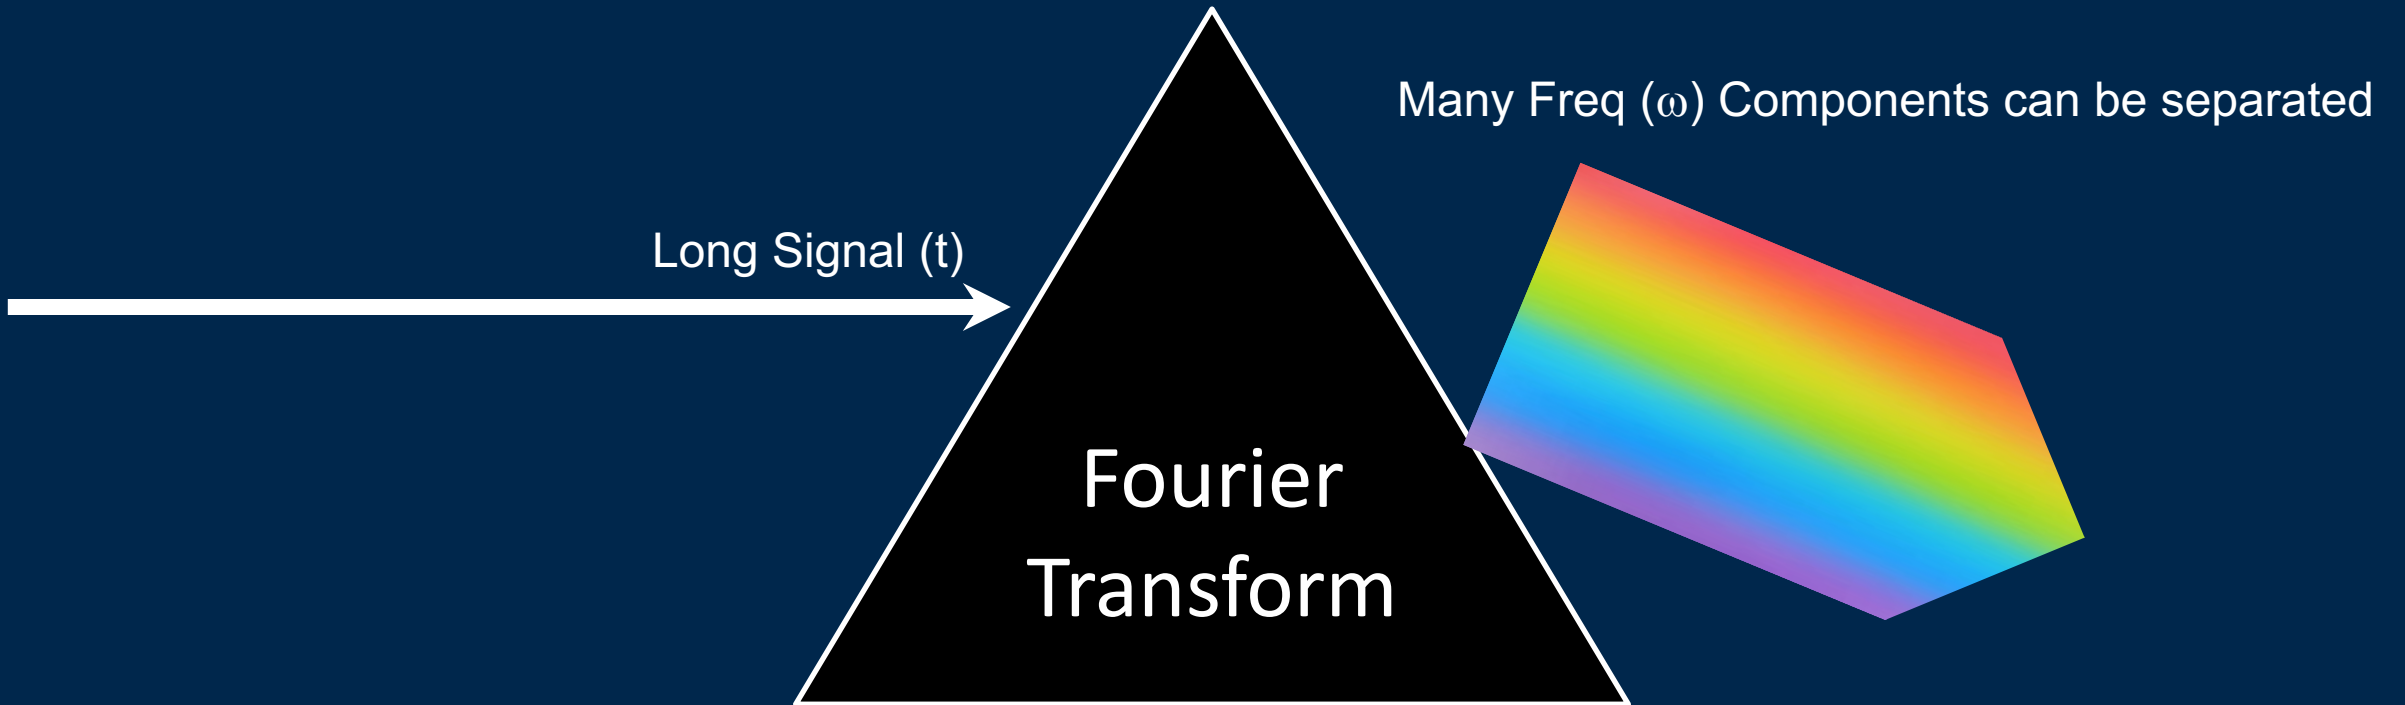 Many Freq (ω) Components can be separated
Long Signal (t)
Fourier
Transform